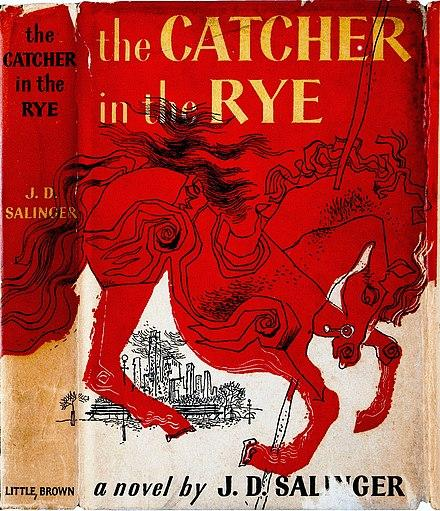 the
CATCHER
in the
RYE
J. D.
SALINGER
LITTLE, BROWN
the CATCHER
in the RYE
a novel by J. D. SALINGER